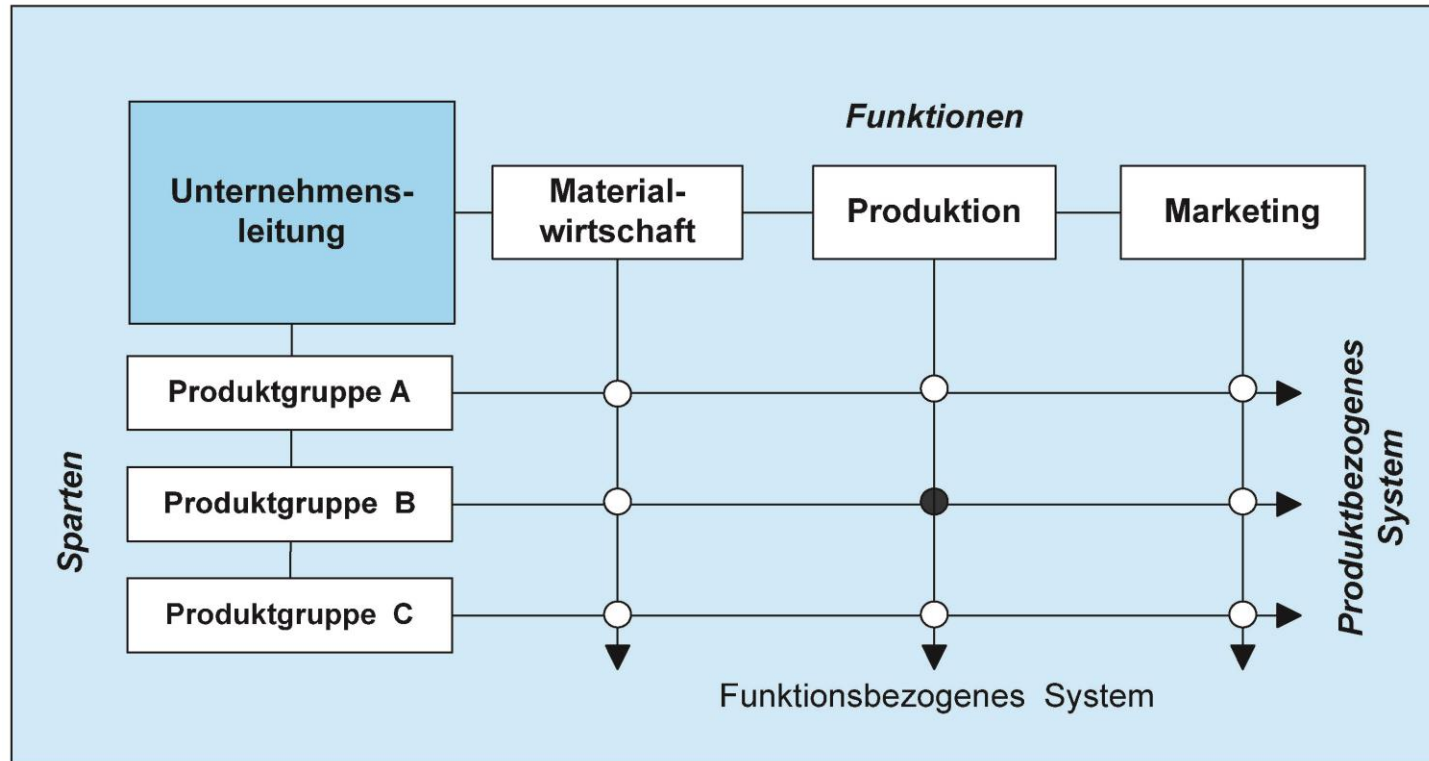 Funktionen
Unternehmens-
leitung
Material-
wirtschaft
Produktion
Marketing
Sparten
Produktgruppe A
Produktgruppe B
Produktgruppe C
Produktbezogenes
System
Funktionsbezogenes System